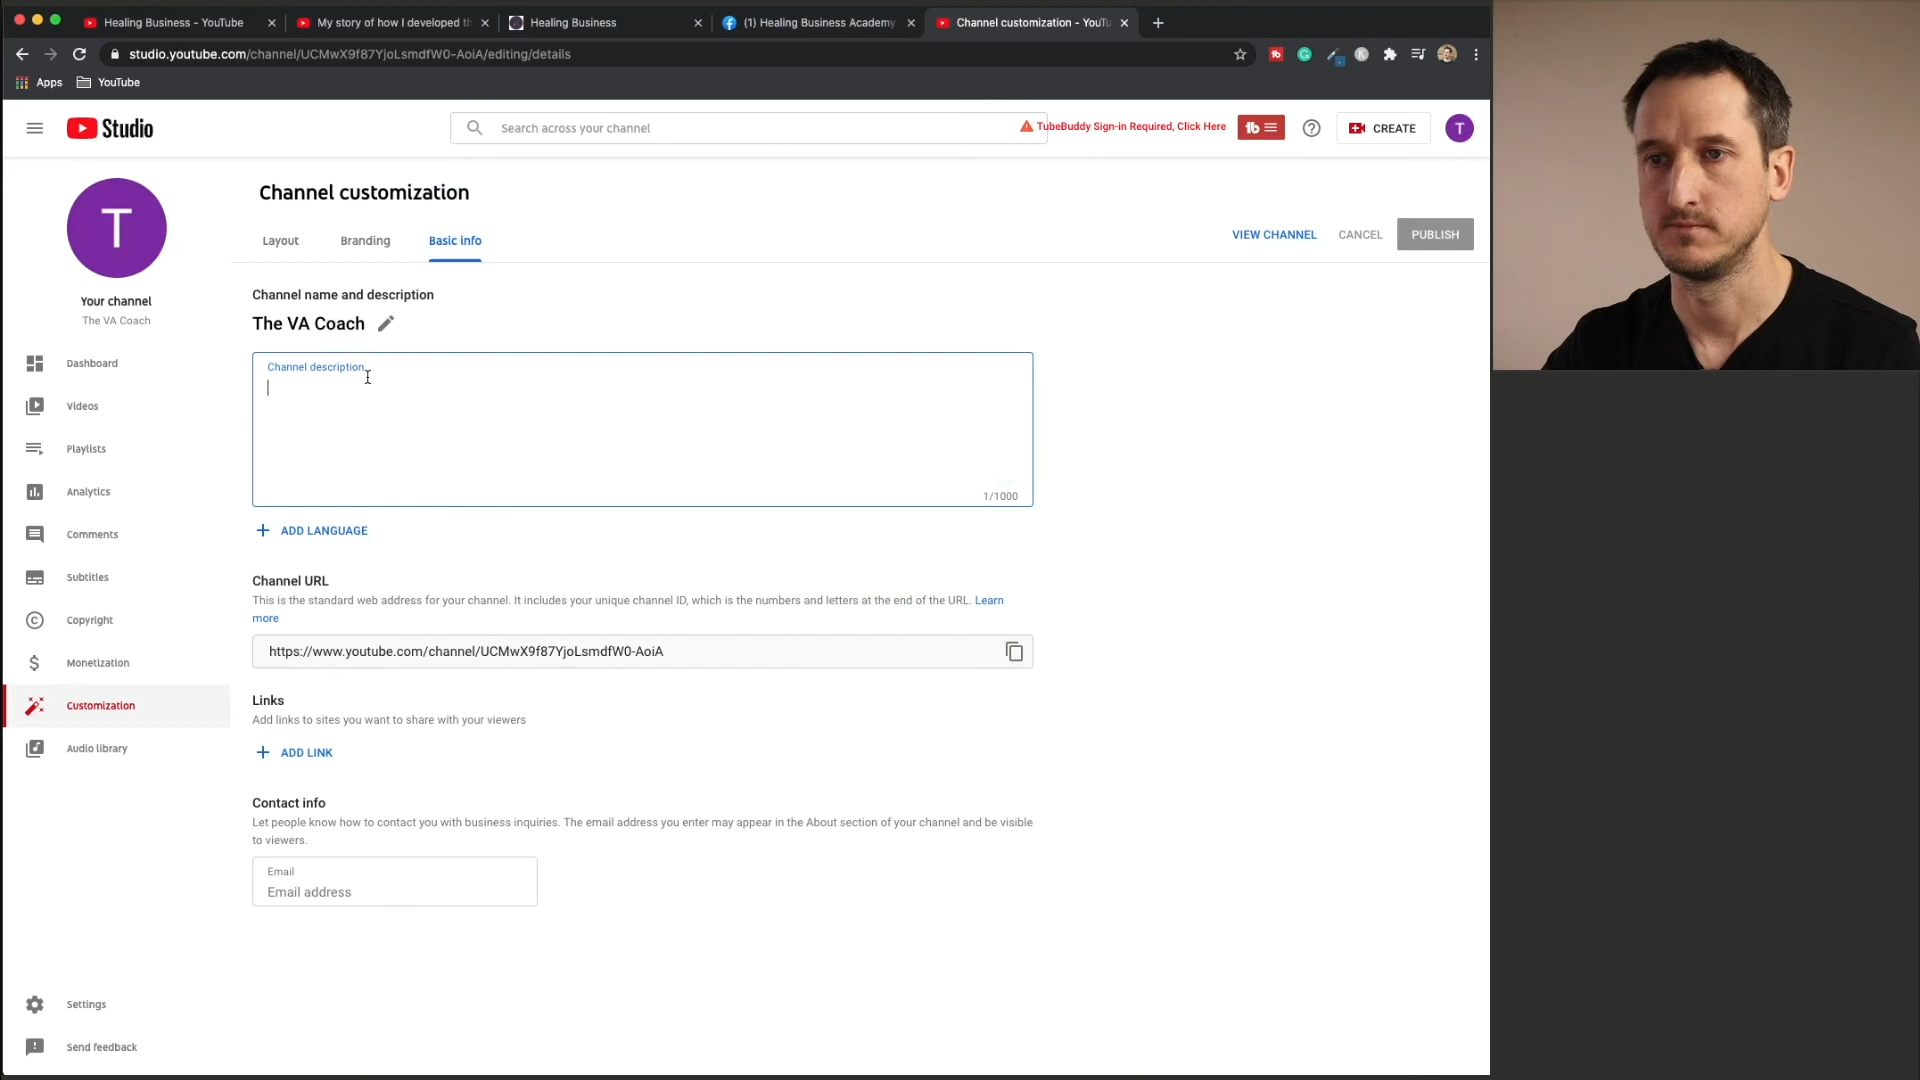 Healing Business - YouTube
My story of how I developed th
Healing Business
(1) Healing Business Academy
Channel customization - YouTu
studio.youtube.com/channel/UCMwX9f87YjoLsmdfW0-AoiA/editing/details
Apps
YouTube
Studio
Search across your channel
TubeBuddy Sign-in Required, Click Here
tb
CREATE
T
T
Your channel
The VA Coach
Dashboard
Videos
Playlists
Analytics
Comments
Subtitles
Copyright
Monetization
Customization
Audio library
Settings
Send feedback
Channel customization
Layout
Branding
Basic info
VIEW CHANNEL
CANCEL
PUBLISH
Channel name and description
The VA Coach
Channel description
1/1000
ADD LANGUAGE
Channel URL
This is the standard web address for your channel. It includes your unique channel ID, which is the numbers and letters at the end of the URL. Learn
more
https://www.youtube.com/channel/UCMwX9f87YjoLsmdfW0-AoiA
Links
Add links to sites you want to share with your viewers
ADD LINK
Contact info
Let people know how to contact you with business inquiries. The email address you enter may appear in the About section of your channel and be visible
to viewers.
Email
Email address